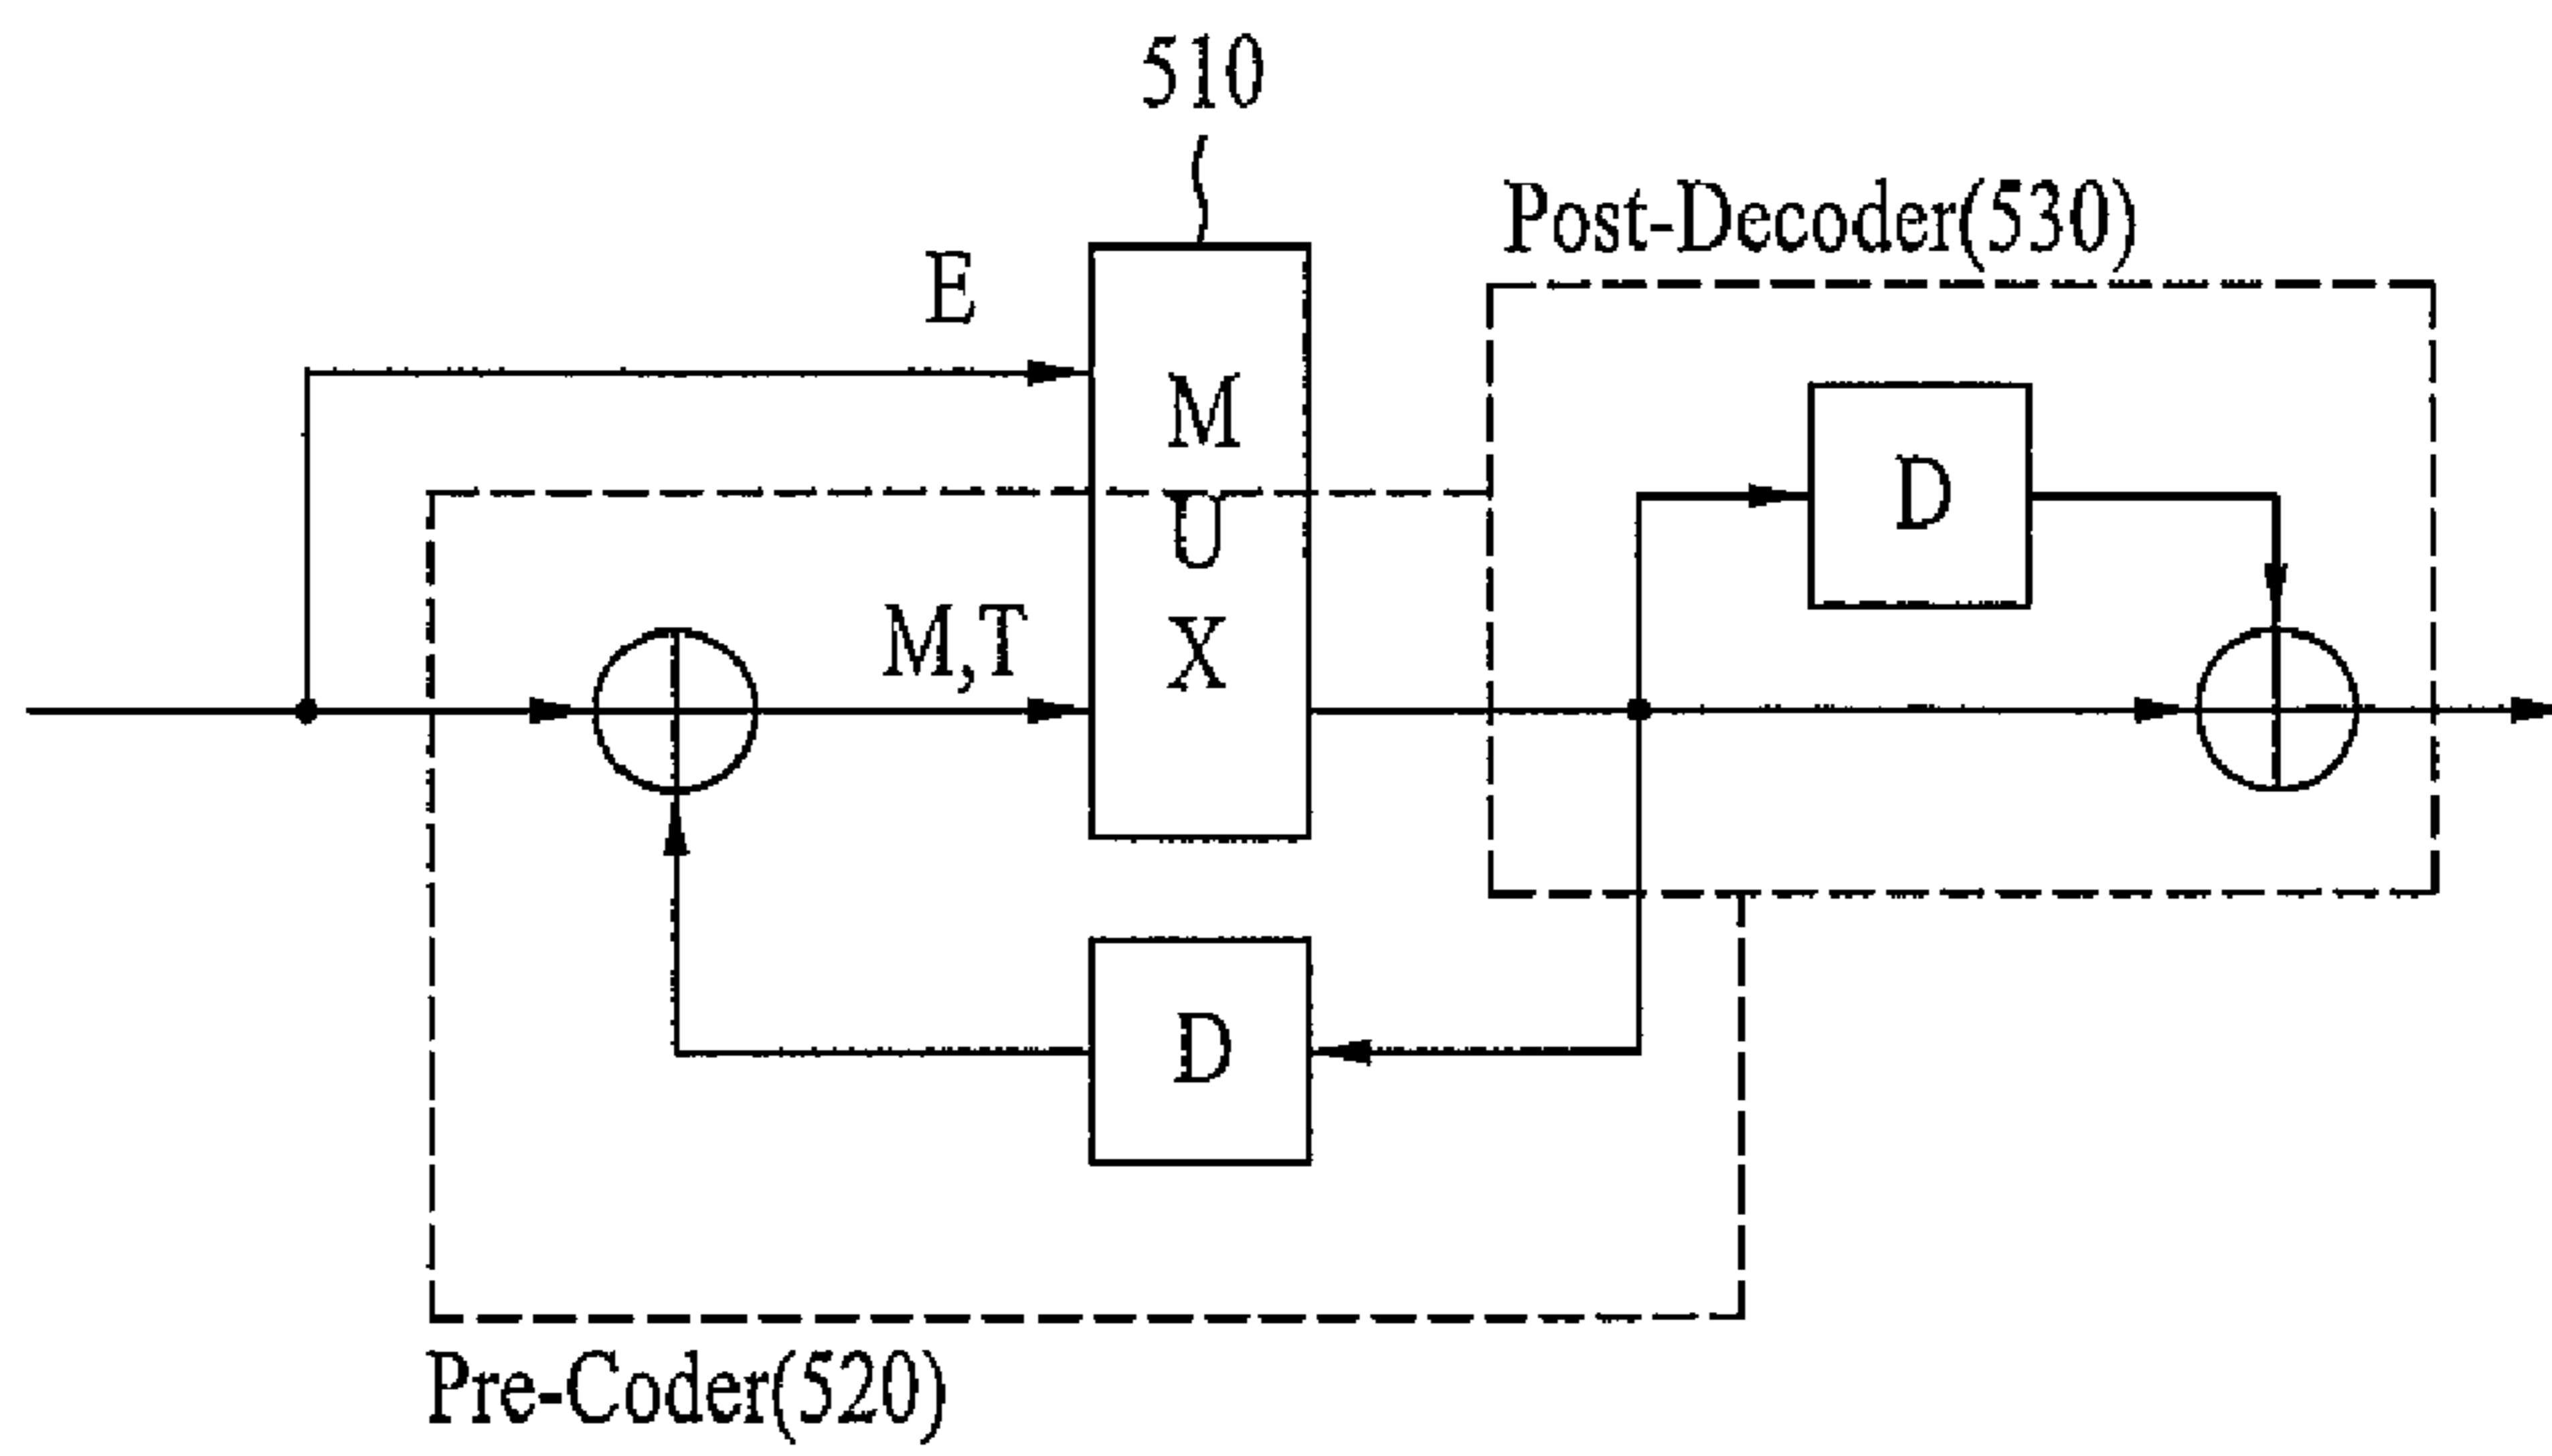 510
Post-Decoder(530)
E
M
U
X
D
M,T
D
Pre-Coder(520)